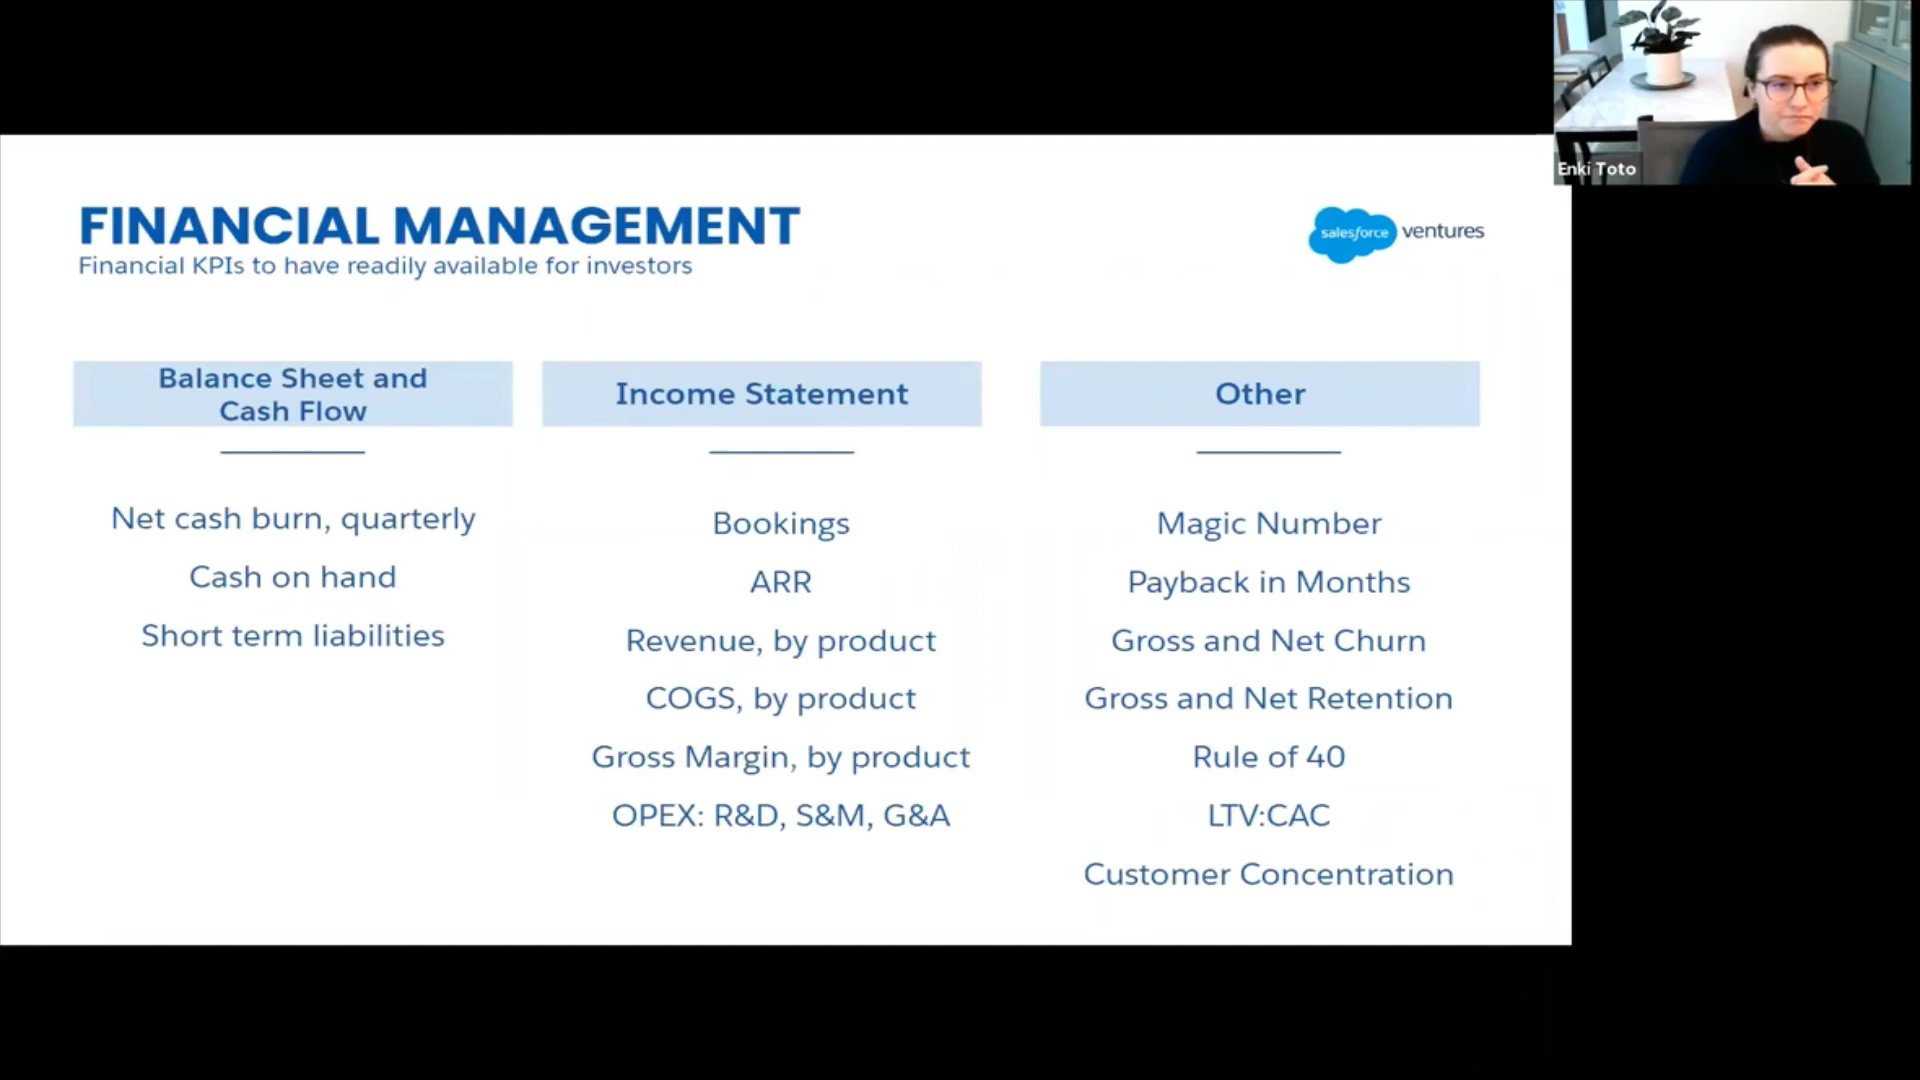 Enki Toto
FINANCIAL MANAGEMENT
Financial KPIs to have readily available for investors
salesforce ventures
Balance Sheet and
Cash Flow
Net cash burn, quarterly
Cash on hand
Short term liabilities
Income Statement
Bookings
ARR
Revenue, by product
COGS, by product
Gross Margin, by product
OPEX: R&D, S&M, G&A
Other
Magic Number
Payback in Months
Gross and Net Churn
Gross and Net Retention
Rule of 40
LTV:CAC
Customer Concentration